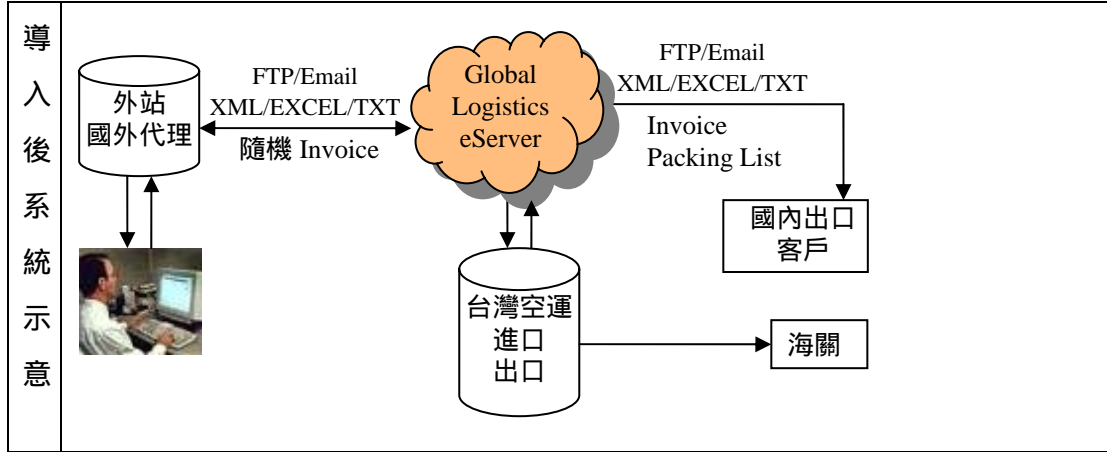 導入後系統示意
外站
國外代理
FTP/Email
XML/EXCEL/TXT
隨機 Invoice
Global
Logistics
eServer
FTP/Email
XML/EXCEL/TXT
Invoice
Packing List
國內出口
客戶
台灣空運
進口
出口
海關